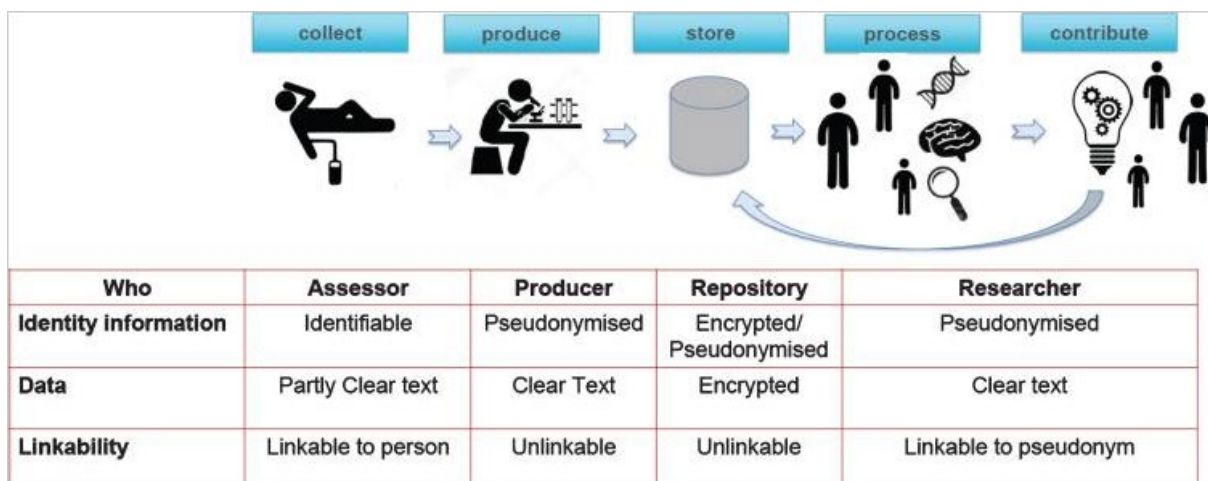 collect produce store process contribute
Who Assessor Producer Repository Researcher
Identity information Identifiable Pseudonymised Encrypted/ Pseudonymised
Pseudonymised
Data Partly Clear text Clear Text Encrypted Clear text
Linkability Linkable to person Unlinkable Unlinkable Linkable to pseudonym